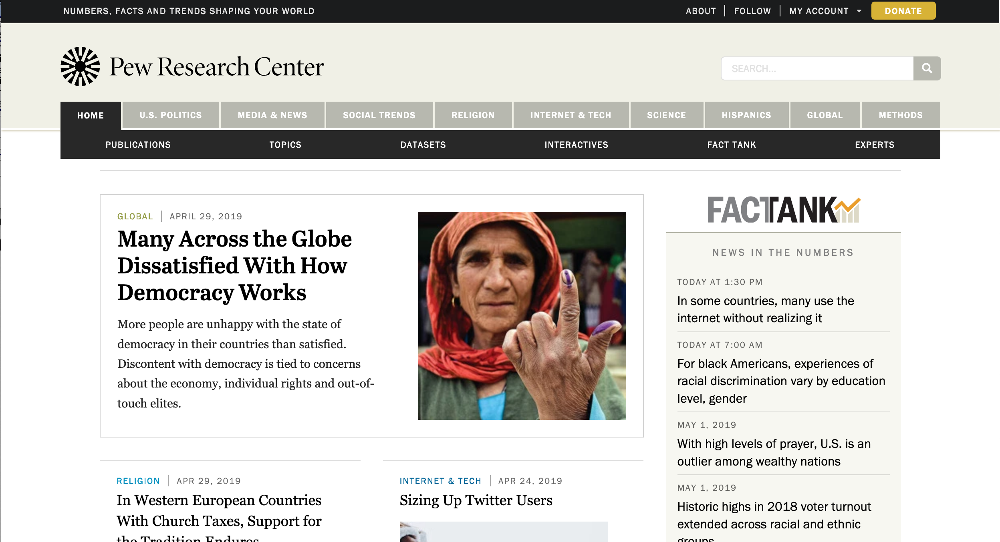 NUMBERS, FACTS AND TRENDS SHAPING YOUR WORLD
ABOUT
FOLLOW
MY ACCOUNT
DONATE
Pew Research Center
SEARCH...
HOME
U.S. POLITICS
MEDIA & NEWS
SOCIAL TRENDS
RELIGION
INTERNET & TECH
SCIENCE
HISPANICS
GLOBAL
METHODS
PUBLICATIONS
TOPICS
DATASETS
INTERACTIVES
FACT TANK
EXPERTS
GLOBAL | APRIL 29, 2019
Many Across the Globe
Dissatisfied With How
Democracy Works
More people are unhappy with the state of
democracy in their countries than satisfied.
Discontent with democracy is tied to concerns
about the economy, individual rights and out-of-
touch elites.
RELIGION | APR 29, 2019
In Western European Countries
With Church Taxes, Support for
the Tradition Endures
INTERNET & TECH | APR 24, 2019
Sizing Up Twitter Users
FACTANK
NEWS IN THE NUMBERS
TODAY AT 1:30 PM
In some countries, many use the
internet without realizing it
TODAY AT 7:00 AM
For black Americans, experiences of
racial discrimination vary by education
level, gender
MAY 1, 2019
With high levels of prayer, U.S. is an
outlier among wealthy nations
MAY 1, 2019
Historic highs in 2018 voter turnout
extended across racial and ethnic
groups